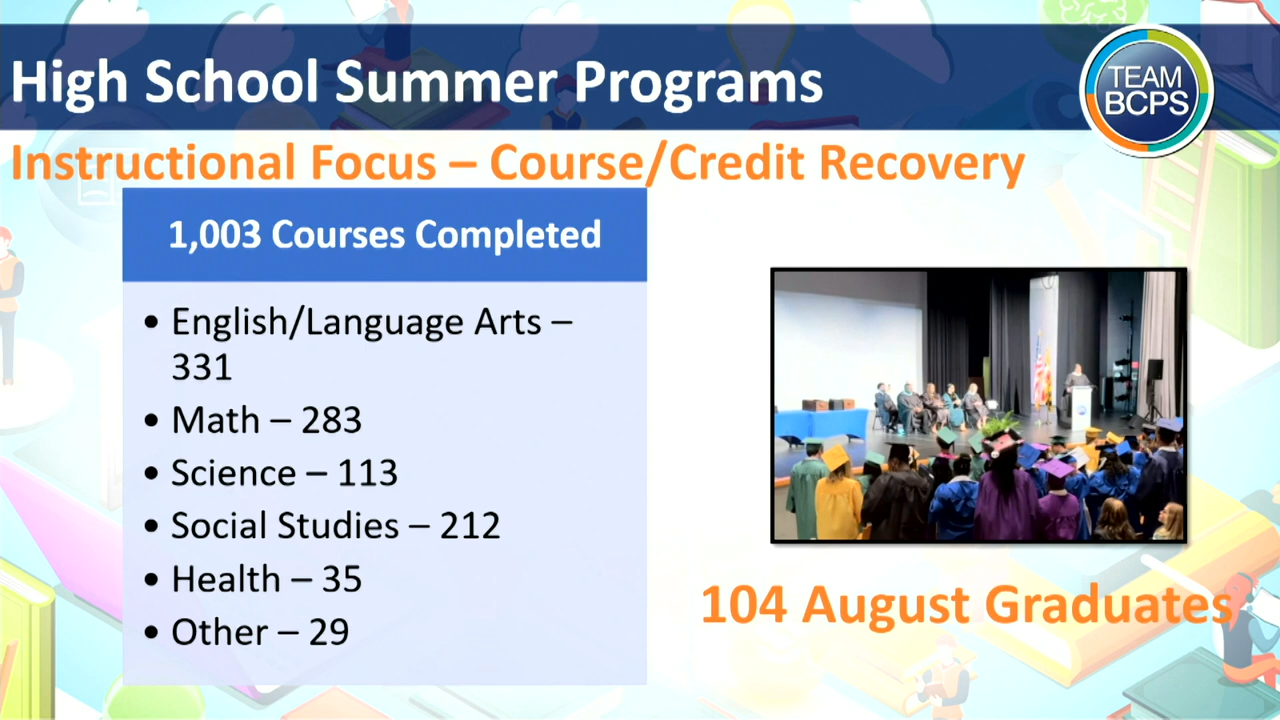 High School Summer Programs
TEAM
BCPS
Instructional Focus – Course/Credit Recovery
1,003 Courses Completed
• English/Language Arts –
331
• Math – 283
• Science – 113
• Social Studies – 212
• Health – 35
• Other – 29
104 August Graduates